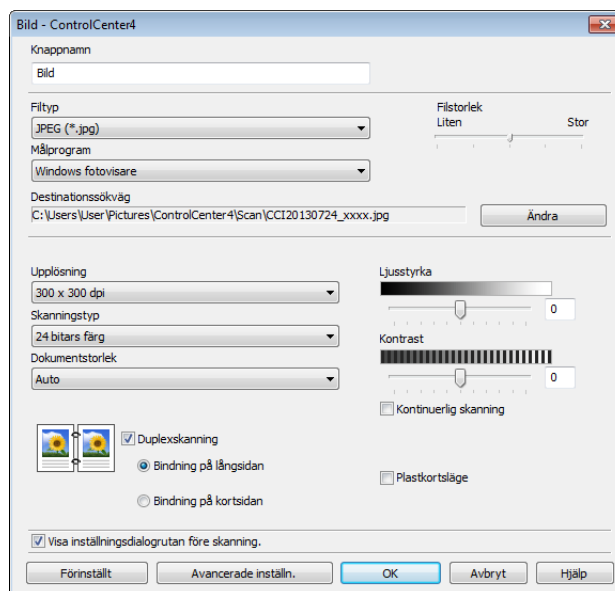 Bild - ControlCenter4
Knappnamn
Bild
Filtyp
JPEG (*.jpg)
Filstorlek
Liten Stor
Målprogram
Windows fotovisare
Destinationssökväg
C:\Users\User\Pictures\ControlCenter4\Scan\CCI20130724_xxxx.jpg
Ändra
Upplösning
300 x 300 dpi
Skanningstyp
24 bitars färg
Dokumentstorlek
Auto
Ljusstyrka
0
Kontrast
0
Kontinuerlig skanning
Duplexskanning
Bindning på långsidan
Bindning på kortsidan
Plastkortsläge
Visa inställningsdialogrutan före skanning.
Förinställt Avancerade inställn. OK Avbryt Hjälp